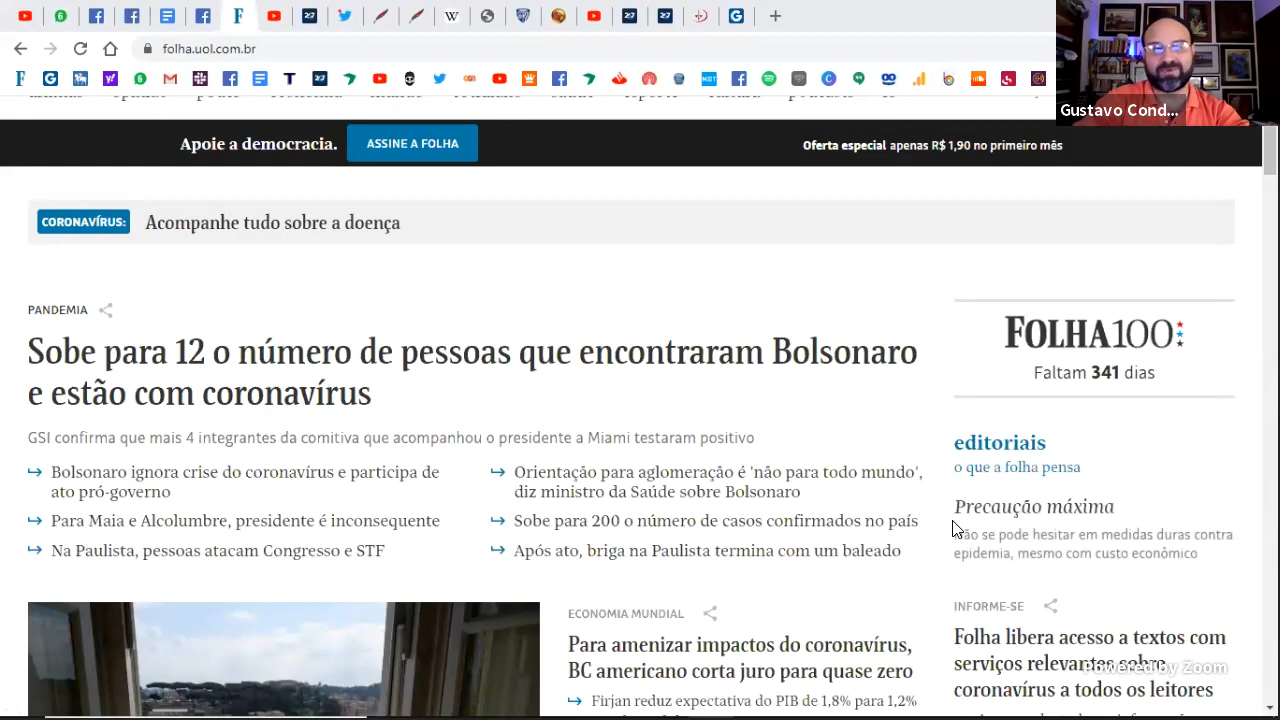 folha.uol.com.br
Gustavo Cond...
Apoie a democracia.
ASSINE A FOLHA
Oferta especial apenas R$ 1,90 no primeiro mês
CORONAVÍRUS:
Acompanhe tudo sobre a doença
PANDEMIA
Sobe para 12 o número de pessoas que encontraram Bolsonaro
e estão com coronavírus
GSI confirma que mais 4 integrantes da comitiva que acompanhou o presidente a Miami testaram positivo
Bolsonaro ignora crise do coronavírus e participa de
ato pró-governo
Para Maia e Alcolumbre, presidente é inconsequente
Na Paulista, pessoas atacam Congresso e STF
Orientação para aglomeração é 'não para todo mundo',
diz ministro da Saúde sobre Bolsonaro
Sobe para 200 o número de casos confirmados no país
Após ato, briga na Paulista termina com um baleado
FOLHA100
Faltam 341 dias
editoriais
o que a folha pensa
Precaução máxima
Não se pode hesitar em medidas duras contra
epidemia, mesmo com custo econômico
ECONOMIA MUNDIAL
Para amenizar impactos do coronavírus,
BC americano corta juro para quase zero
Firjan reduz expectativa do PIB de 1,8% para 1,2%
INFORME-SE
Folha libera acesso a textos com
serviços relevantes sobre
coronavírus a todos os leitores
Powered by Zoom